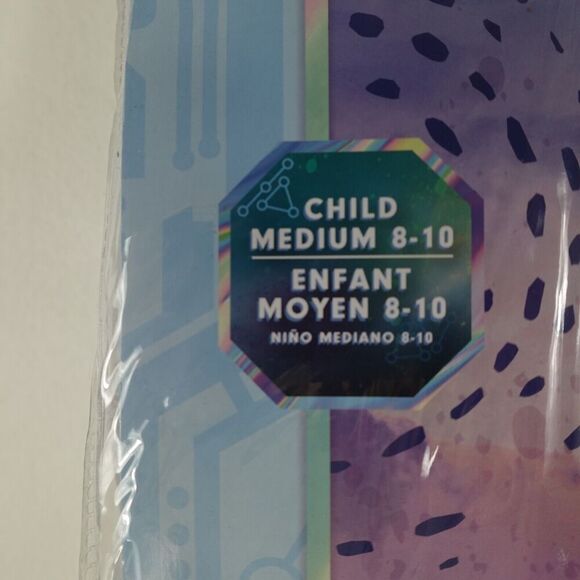 CHILD
MEDIUM 8-10
ENFANT
MOYEN 8-10
NIÑO MEDIANO 8-10